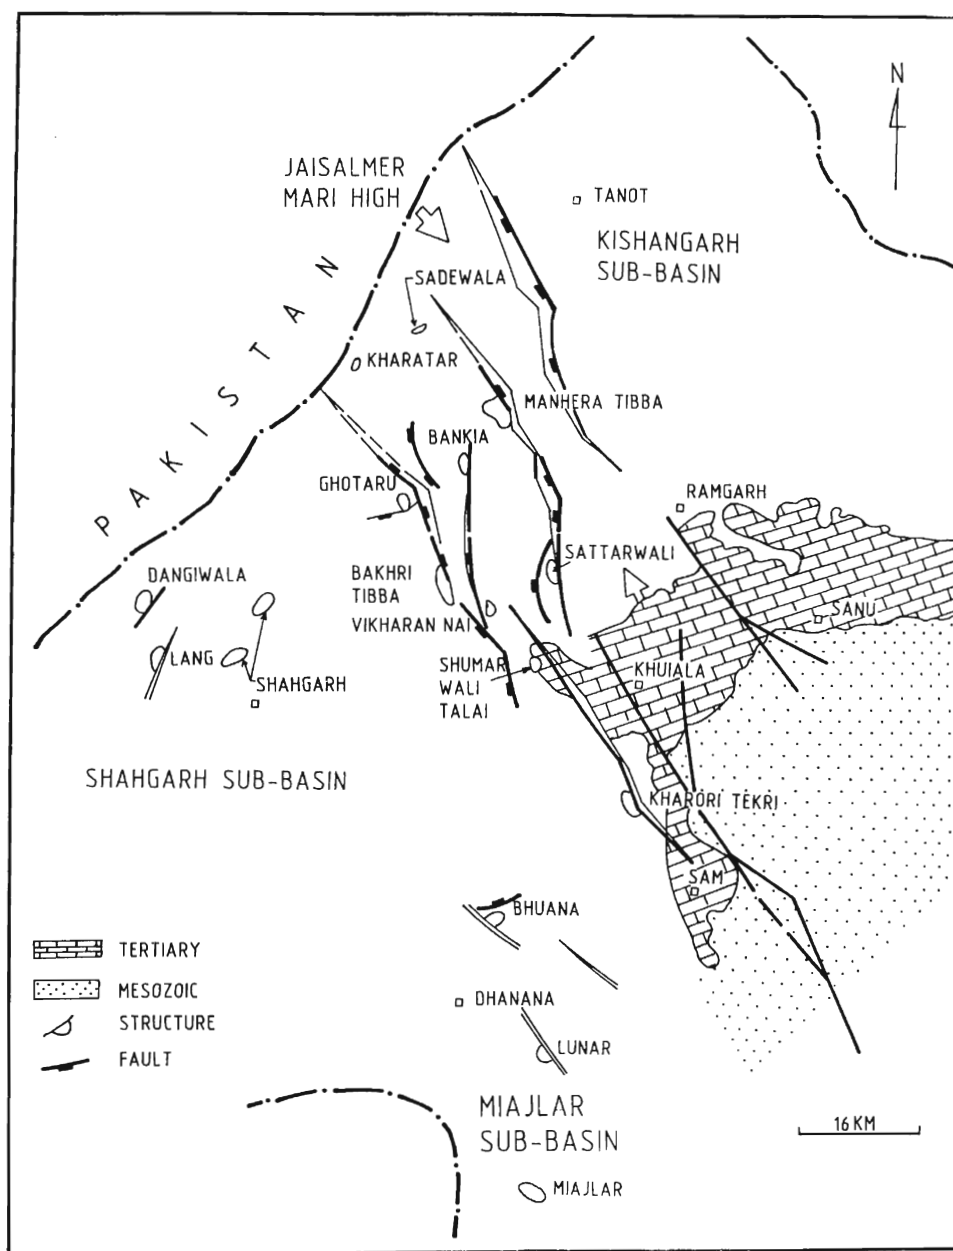 N
JAISALMER
MARI HIGH
TANOT
KISHANGARH
SUB-BASIN
PAKISTAN
SADEWALA
KHARATAR
MANHERA TIBBA
BANKIA
GHOTARU
RAMGARH
SATTARWALI
DANGIWALA
BAKHRI
TIBBA
VIKHARAN NAI
SANU
LANG
SHUMAR
WALI
TALAI
KHUIALA
SHAHGARH
SHAHGARH SUB-BASIN
KHARORI TEKRI
SAM
BHUANA
TERTIARY
MESOZOIC
STRUCTURE
FAULT
DHANANA
LUNAR
MIAJLAR
SUB-BASIN
16 KM
MIAJLAR